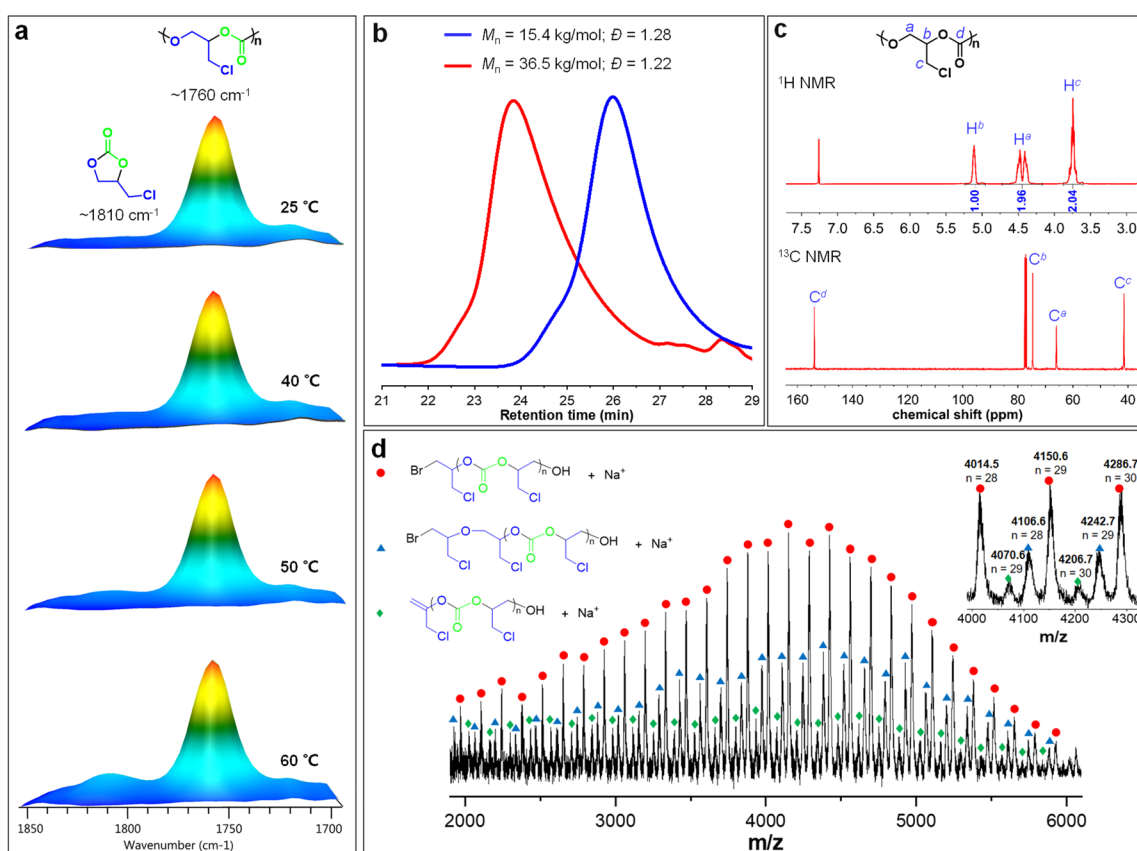 a
O
O
n
O
Cl
~1760 cm⁻¹
O
O
O
Cl
~1810 cm⁻¹
25 ℃
40 ℃
50 ℃
60 ℃
1850
1800
1750
1700
Wavenumber (cm-1)
b
Mn = 15.4 kg/mol; Đ = 1.28
Mn = 36.5 kg/mol; Đ = 1.22
21 22 23 24 25 26 27 28 29
Retention time (min)
c
a d
O b O n
c O
Cl
¹H NMR
Hᵇ Hᵃ Hᶜ
1.00 1.96 2.04
7.5 7.0 6.5 6.0 5.5 5.0 4.5 4.0 3.5 3.0
¹³C NMR
Cᵈ Cᵇ Cᵃ Cᶜ
160 140 120 100 80 60 40
chemical shift (ppm)
d
Br O O n OH + Na⁺
Cl O Cl
Br O O O n OH + Na⁺
Cl Cl O Cl
O O n OH + Na⁺
Cl O Cl
4014.5
n = 28
4150.6
n = 29
4286.7
n = 30
4106.6
n = 28
4242.7
n = 29
4070.6
n = 29
4206.7
n = 30
4000 4100 4200 4300
m/z
2000 3000 4000 5000 6000
m/z